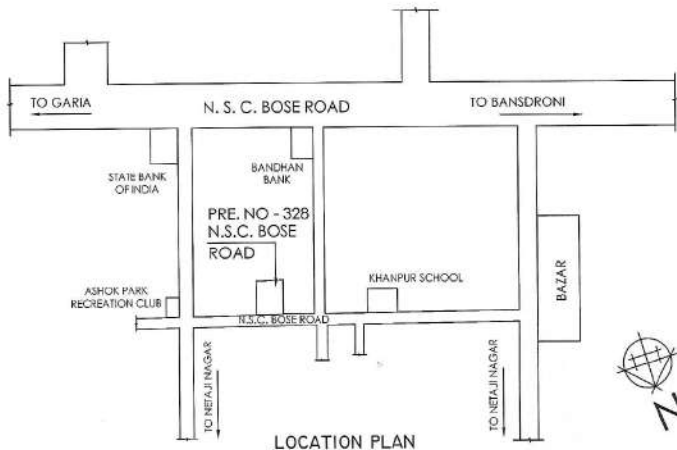 TO GARIA
N. S. C. BOSE ROAD
TO BANSDRONI
STATE BANK
OF INDIA
BANDHAN
BANK
PRE. NO - 328
N.S.C. BOSE
ROAD
ASHOK PARK
RECREATION CLUB
KHANPUR SCHOOL
BAZAR
N.S.C. BOSE ROAD
TO NETAJI NAGAR
TO NETAJI NAGAR
N
LOCATION PLAN